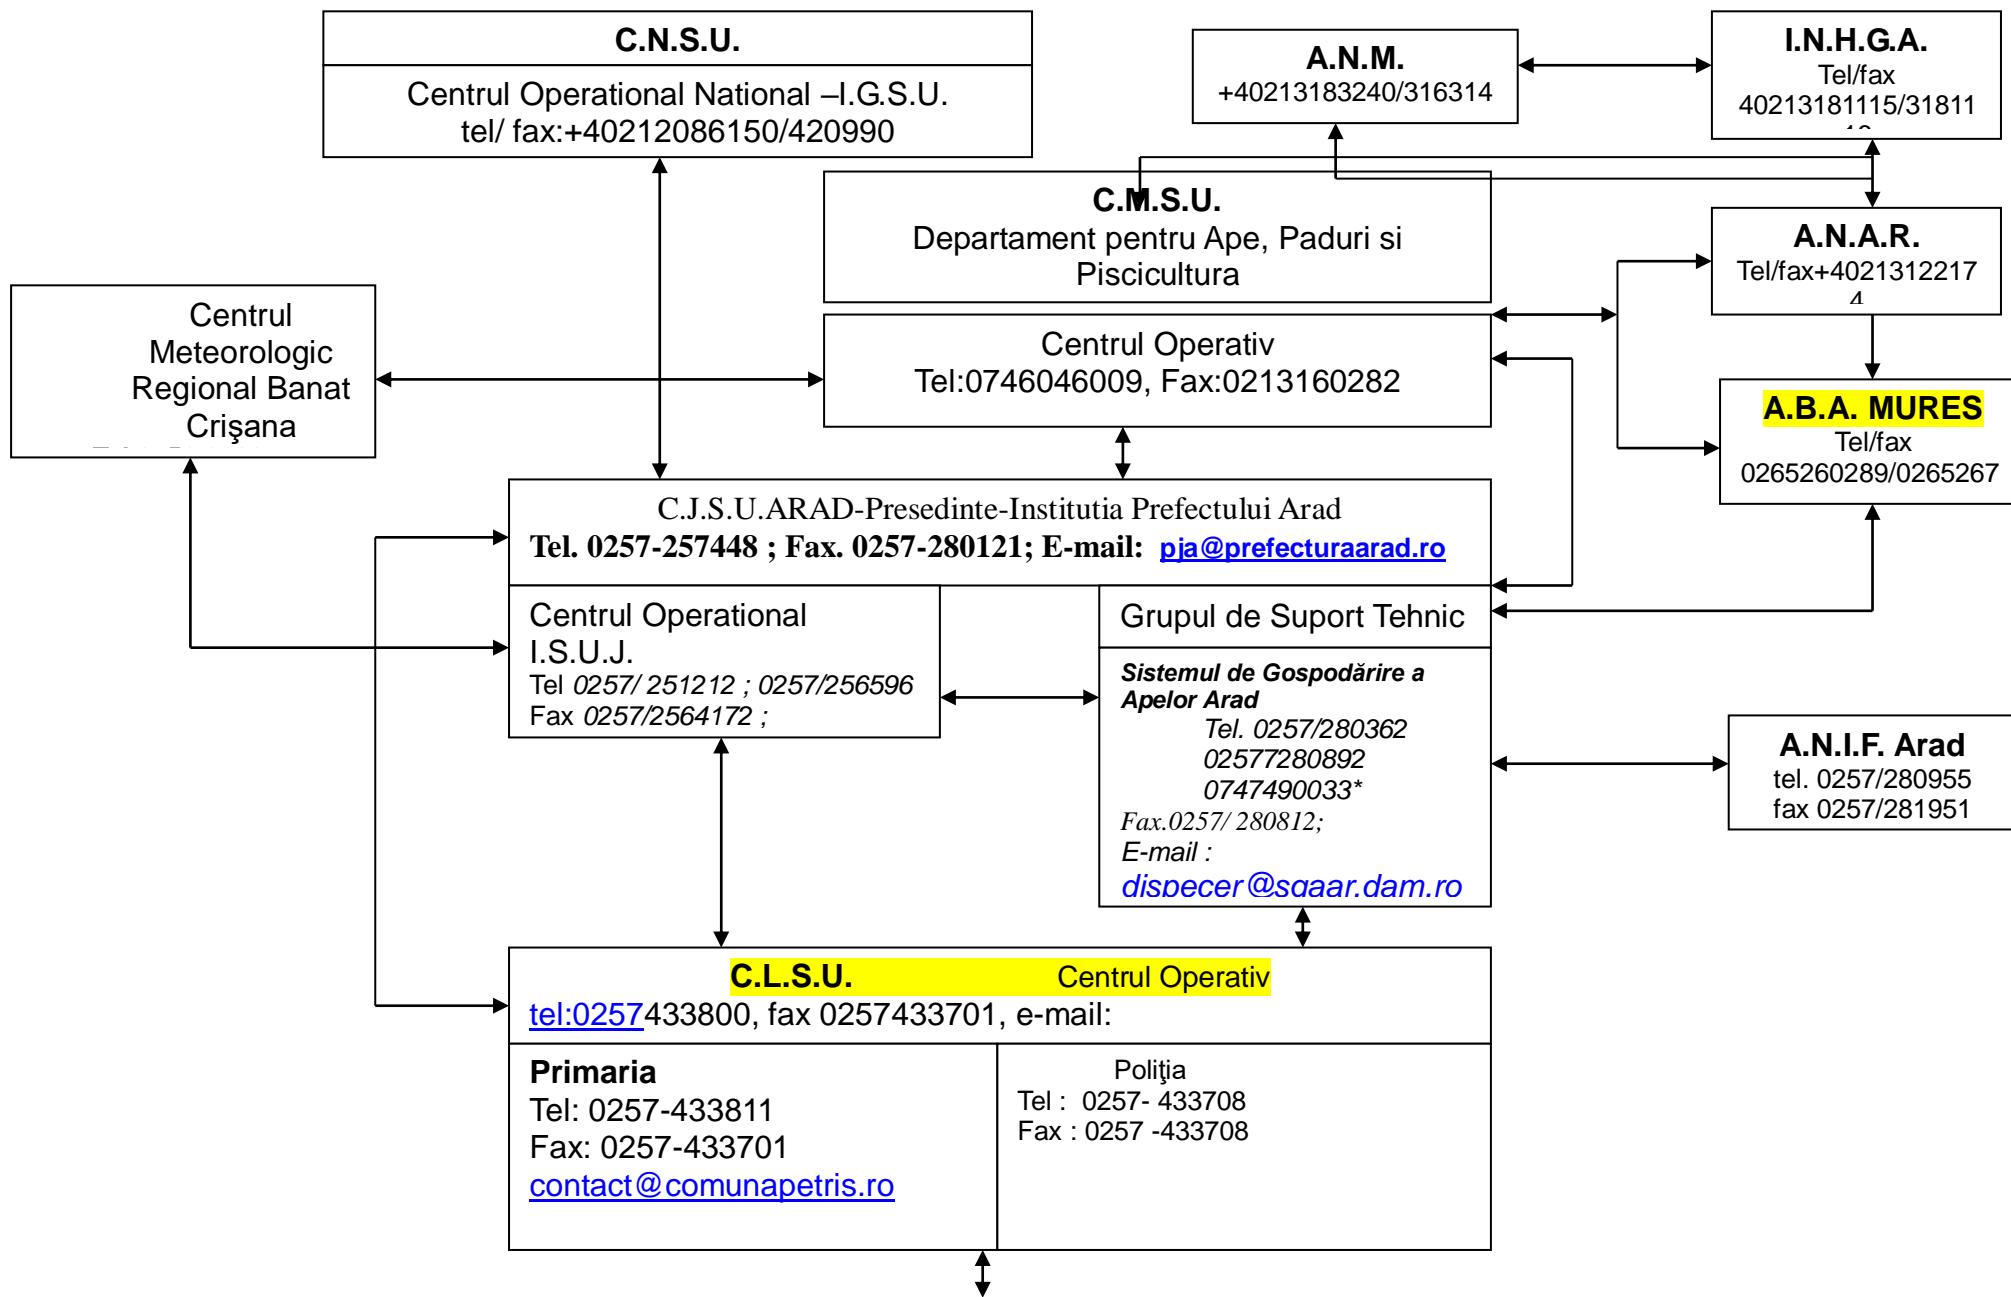 C.N.S.U.
Centrul Operational National –I.G.S.U.
tel/ fax:+40212086150/420990
A.N.M.
+40213183240/316314
I.N.H.G.A.
Tel/fax
40213181115/31811
C.M.S.U.
Departament pentru Ape, Paduri si
Piscicultura
A.N.A.R.
Tel/fax+4021312217
4
Centrul
Meteorologic
Regional Banat
Crişana
Centrul Operativ
Tel:0746046009, Fax:0213160282
A.B.A. MURES
Tel/fax
0265260289/0265267
C.J.S.U.ARAD-Presedinte-Institutia Prefectului Arad
Tel. 0257-257448 ; Fax. 0257-280121; E-mail: pja@prefecturaarad.ro
Centrul Operational
I.S.U.J.
Tel 0257/ 251212 ; 0257/256596
Fax 0257/2564172 ;
Grupul de Suport Tehnic
Sistemul de Gospodărire a
Apelor Arad
Tel. 0257/280362
02577280892
0747490033*
Fax.0257/ 280812;
E-mail :
dispecer@sgaar.dam.ro
A.N.I.F. Arad
tel. 0257/280955
fax 0257/281951
C.L.S.U. Centrul Operativ
tel:0257433800, fax 0257433701, e-mail:
Primaria
Tel: 0257-433811
Fax: 0257-433701
contact@comunapetris.ro
Poliţia
Tel : 0257- 433708
Fax : 0257 -433708